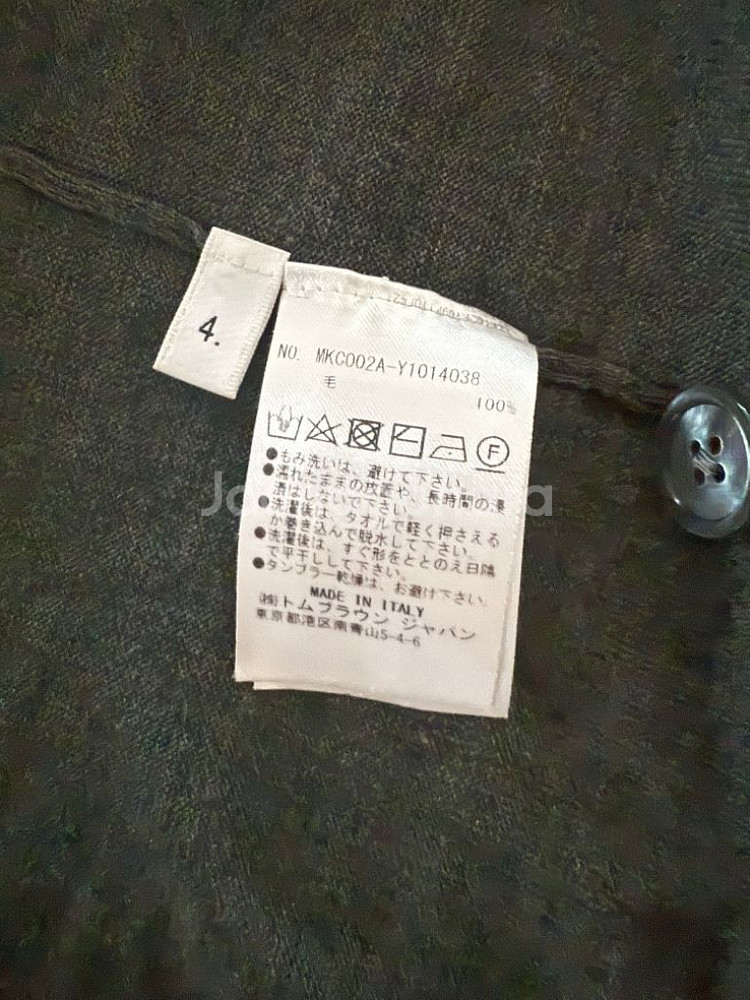 4.
NO. MKC002A-Y1014038
毛
100%
F
●もみ洗いは、避けて下さい。
●濡れたままの放置や、長時間の浸
漬はしないで下さい。
●洗濯後は、タオルで軽く押さえる
か巻き込んで脱水して下さい。
●洗濯後は、すぐ形をととのえ日陰
で平干しして下さい。
●タンブラー乾燥は、お避け下さい。
MADE IN ITALY
(株)トムブラウン ジャパン
東京都港区南青山5-4-6